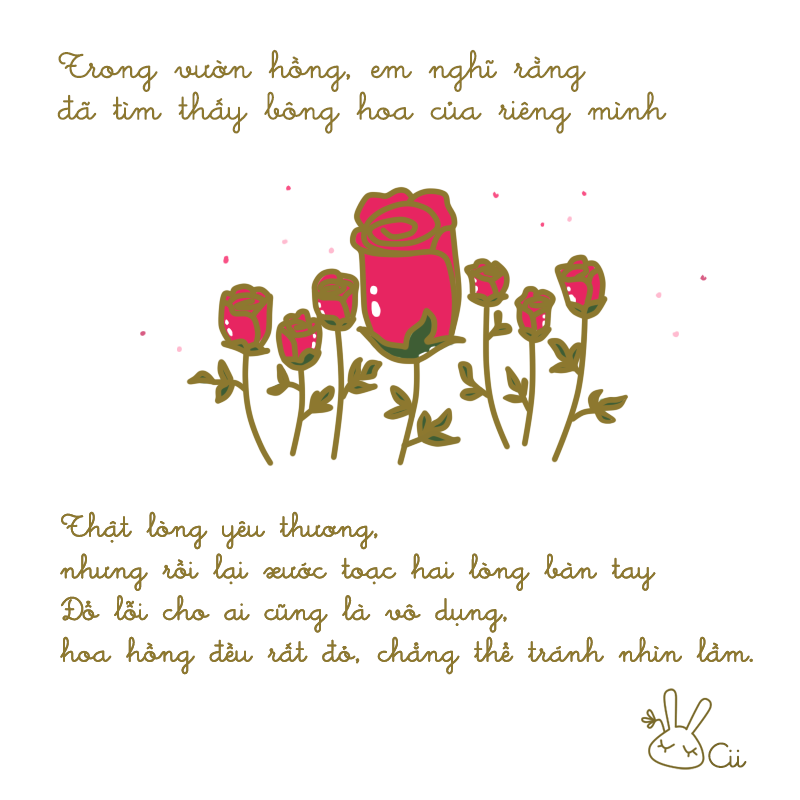 Trong vườn hồng, em nghĩ rằng
đã tìm thấy bông hoa của riêng mình
Thật lòng yêu thương,
nhưng rồi lại xước toạc hai lòng bàn tay
Đổ lỗi cho ai cũng là vô dụng,
hoa hồng đều rất đỏ, chẳng thể tránh nhìn lầm.
Cii